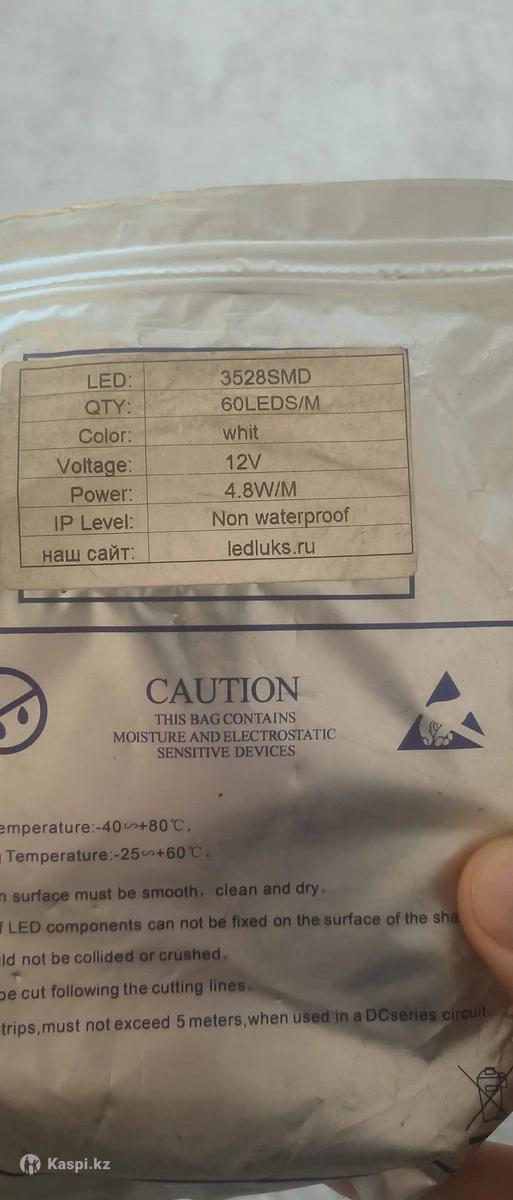 LED: 3528SMD
QTY: 60LEDS/M
Color: whit
Voltage: 12V
Power: 4.8W/M
IP Level: Non waterproof
наш сайт: ledluks.ru
CAUTION
THIS BAG CONTAINS
MOISTURE AND ELECTROSTATIC
SENSITIVE DEVICES
emperature:-40∽+80℃,
Temperature:-25∽+60℃。
surface must be smooth, clean and dry。
LED components can not be fixed on the surface of the sha
ld not be collided or crushed。
be cut following the cutting lines。
trips,must not exceed 5 meters,when used in a DCseries circuit.
Kaspi.kz